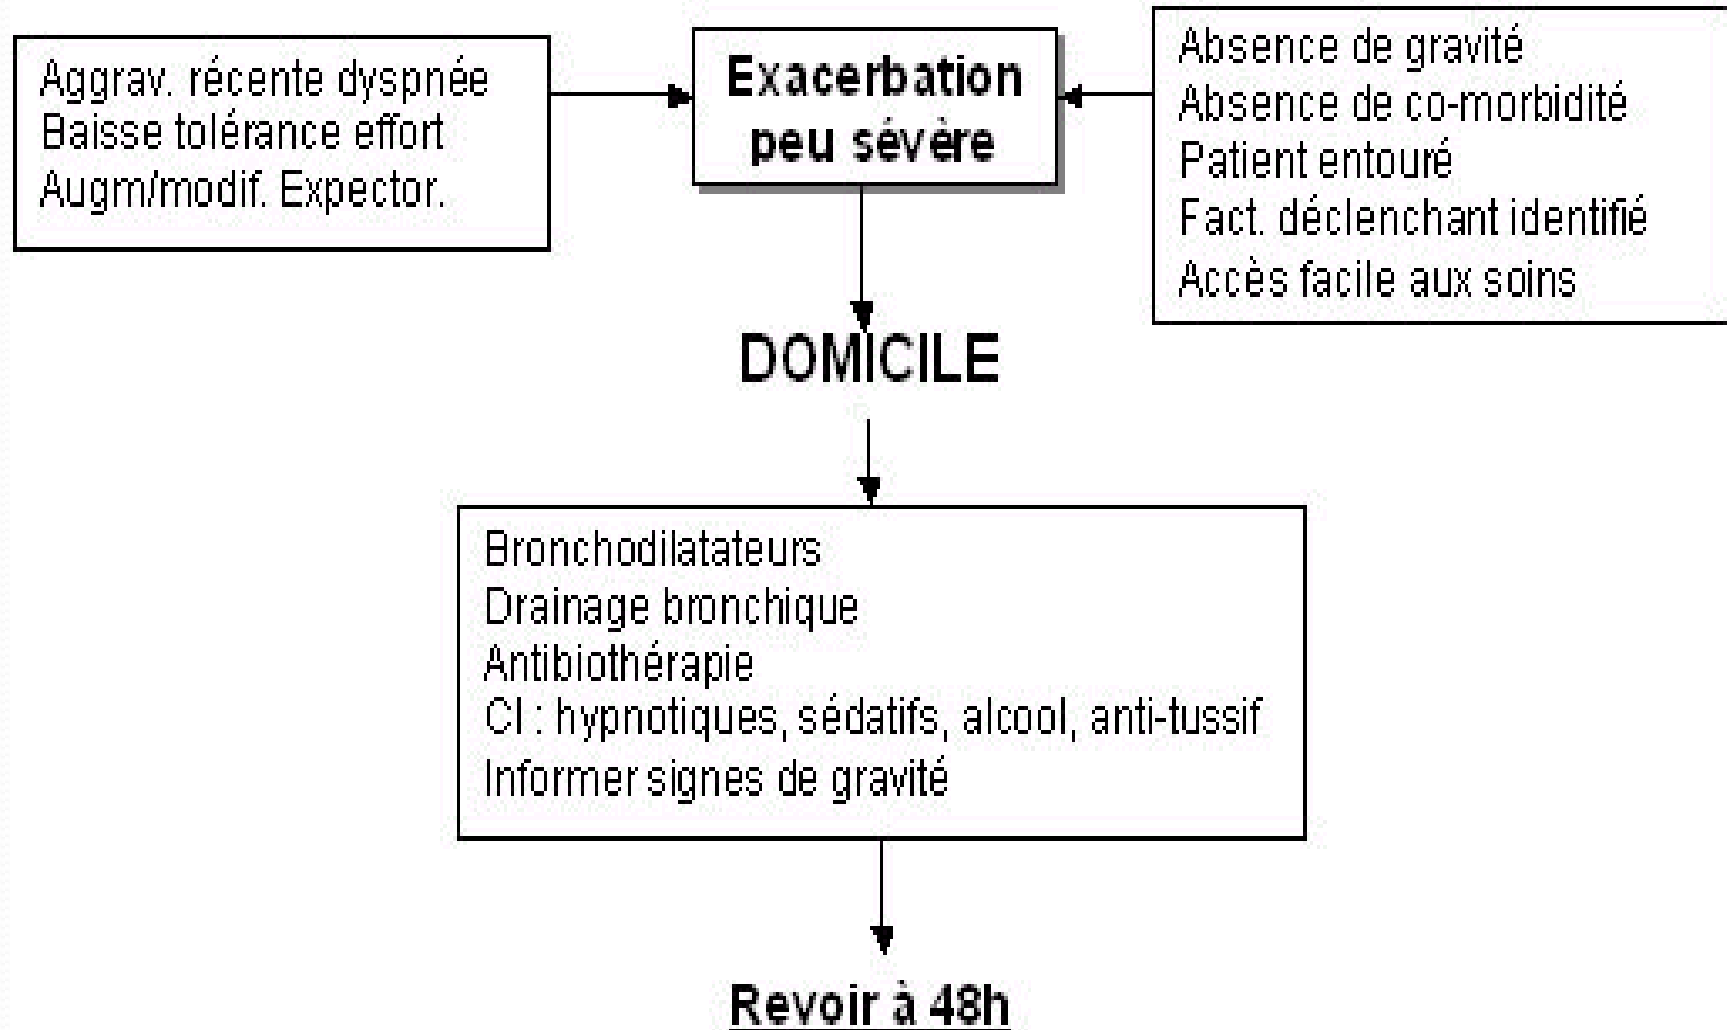 Aggrav. récente dyspnée
Baisse tolérance effort
Augm/modif. Expector.
Exacerbation
peu sévère
Absence de gravité
Absence de co-morbidité
Patient entouré
Fact. déclenchant identifié
Accès facile aux soins
DOMICILE
Bronchodilatateurs
Drainage bronchique
Antibiothérapie
CI : hypnotiques, sédatifs, alcool, anti-tussif
Informer signes de gravité
Revoir à 48h